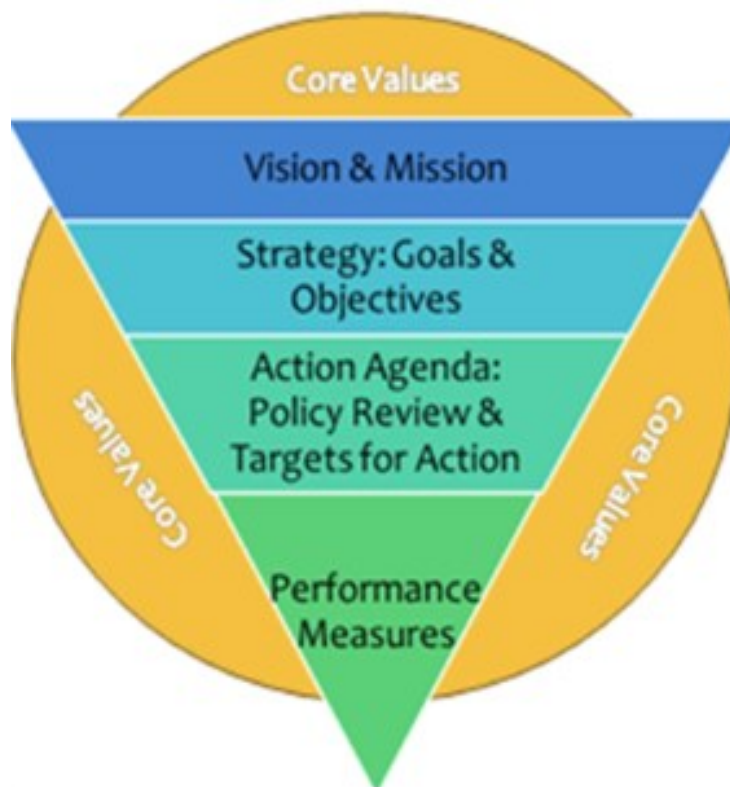 Core Values
Vision & Mission
Strategy: Goals &
Objectives
Action Agenda:
Policy Review &
Targets for Action
Core Values
Core Values
Performance
Measures